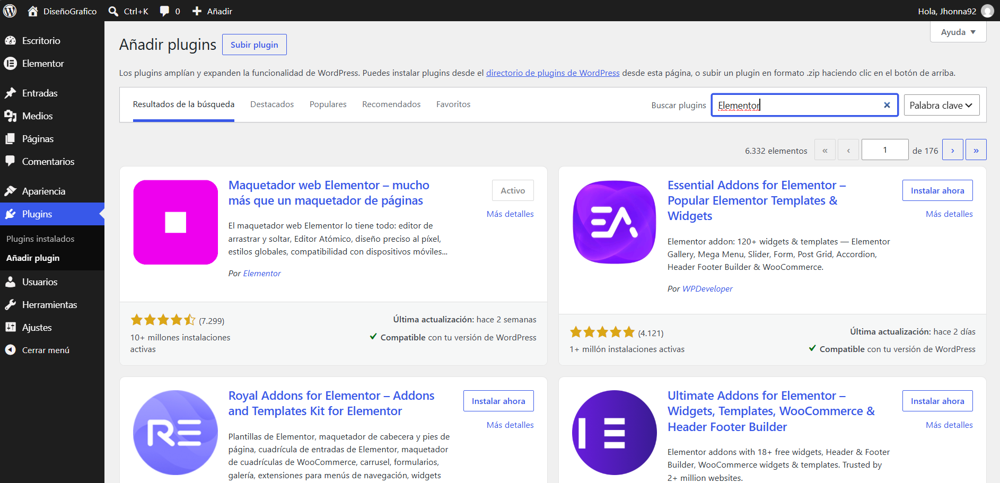 DiseñoGrafico
Ctrl+K
0
Añadir
Hola, Jhonna92
Escritorio
Elementor
Entradas
Medios
Páginas
Comentarios
Apariencia
Plugins
Plugins instalados
Añadir plugin
Usuarios
Herramientas
Ajustes
Cerrar menú
Ayuda
Añadir plugins
Subir plugin
Los plugins amplían y expanden la funcionalidad de WordPress. Puedes instalar plugins desde el directorio de plugins de WordPress desde esta página, o subir un plugin en formato .zip haciendo clic en el botón de arriba.
Resultados de la búsqueda
Destacados
Populares
Recomendados
Favoritos
Buscar plugins
Elementor
Palabra clave
6.332 elementos
«
‹
1
de 176
›
»
Maquetador web Elementor – mucho
más que un maquetador de páginas
Activo
Más detalles
El maquetador web Elementor lo tiene todo: editor de
arrastrar y soltar, Editor Atómico, diseño preciso al píxel,
estilos globales, compatibilidad con dispositivos móviles...
Por Elementor
(7.299)
10+ millones instalaciones
activas
Última actualización: hace 2 semanas
Compatible con tu versión de WordPress
EA
Essential Addons for Elementor –
Popular Elementor Templates &
Widgets
Instalar ahora
Más detalles
Elementor addon: 120+ widgets & templates — Elementor
Gallery, Mega Menu, Slider, Form, Post Grid, Accordion,
Header Footer Builder & WooCommerce.
Por WPDeveloper
(4.121)
1+ millón instalaciones activas
Última actualización: hace 2 días
Compatible con tu versión de WordPress
RE
Royal Addons for Elementor – Addons
and Templates Kit for Elementor
Instalar ahora
Más detalles
Plantillas de Elementor, maquetador de cabecera y pies de
página, cuadrícula de entradas de Elementor, maquetador
de cuadrículas de WooCommerce, carrusel, formularios,
galería, extensiones para menús de navegación, widgets
Ultimate Addons for Elementor –
Widgets, Templates, WooCommerce &
Header Footer Builder
Instalar ahora
Más detalles
Elementor addons with 18+ free widgets, Header & Footer
Builder, WooCommerce widgets & templates. Trusted by
2+ million websites.